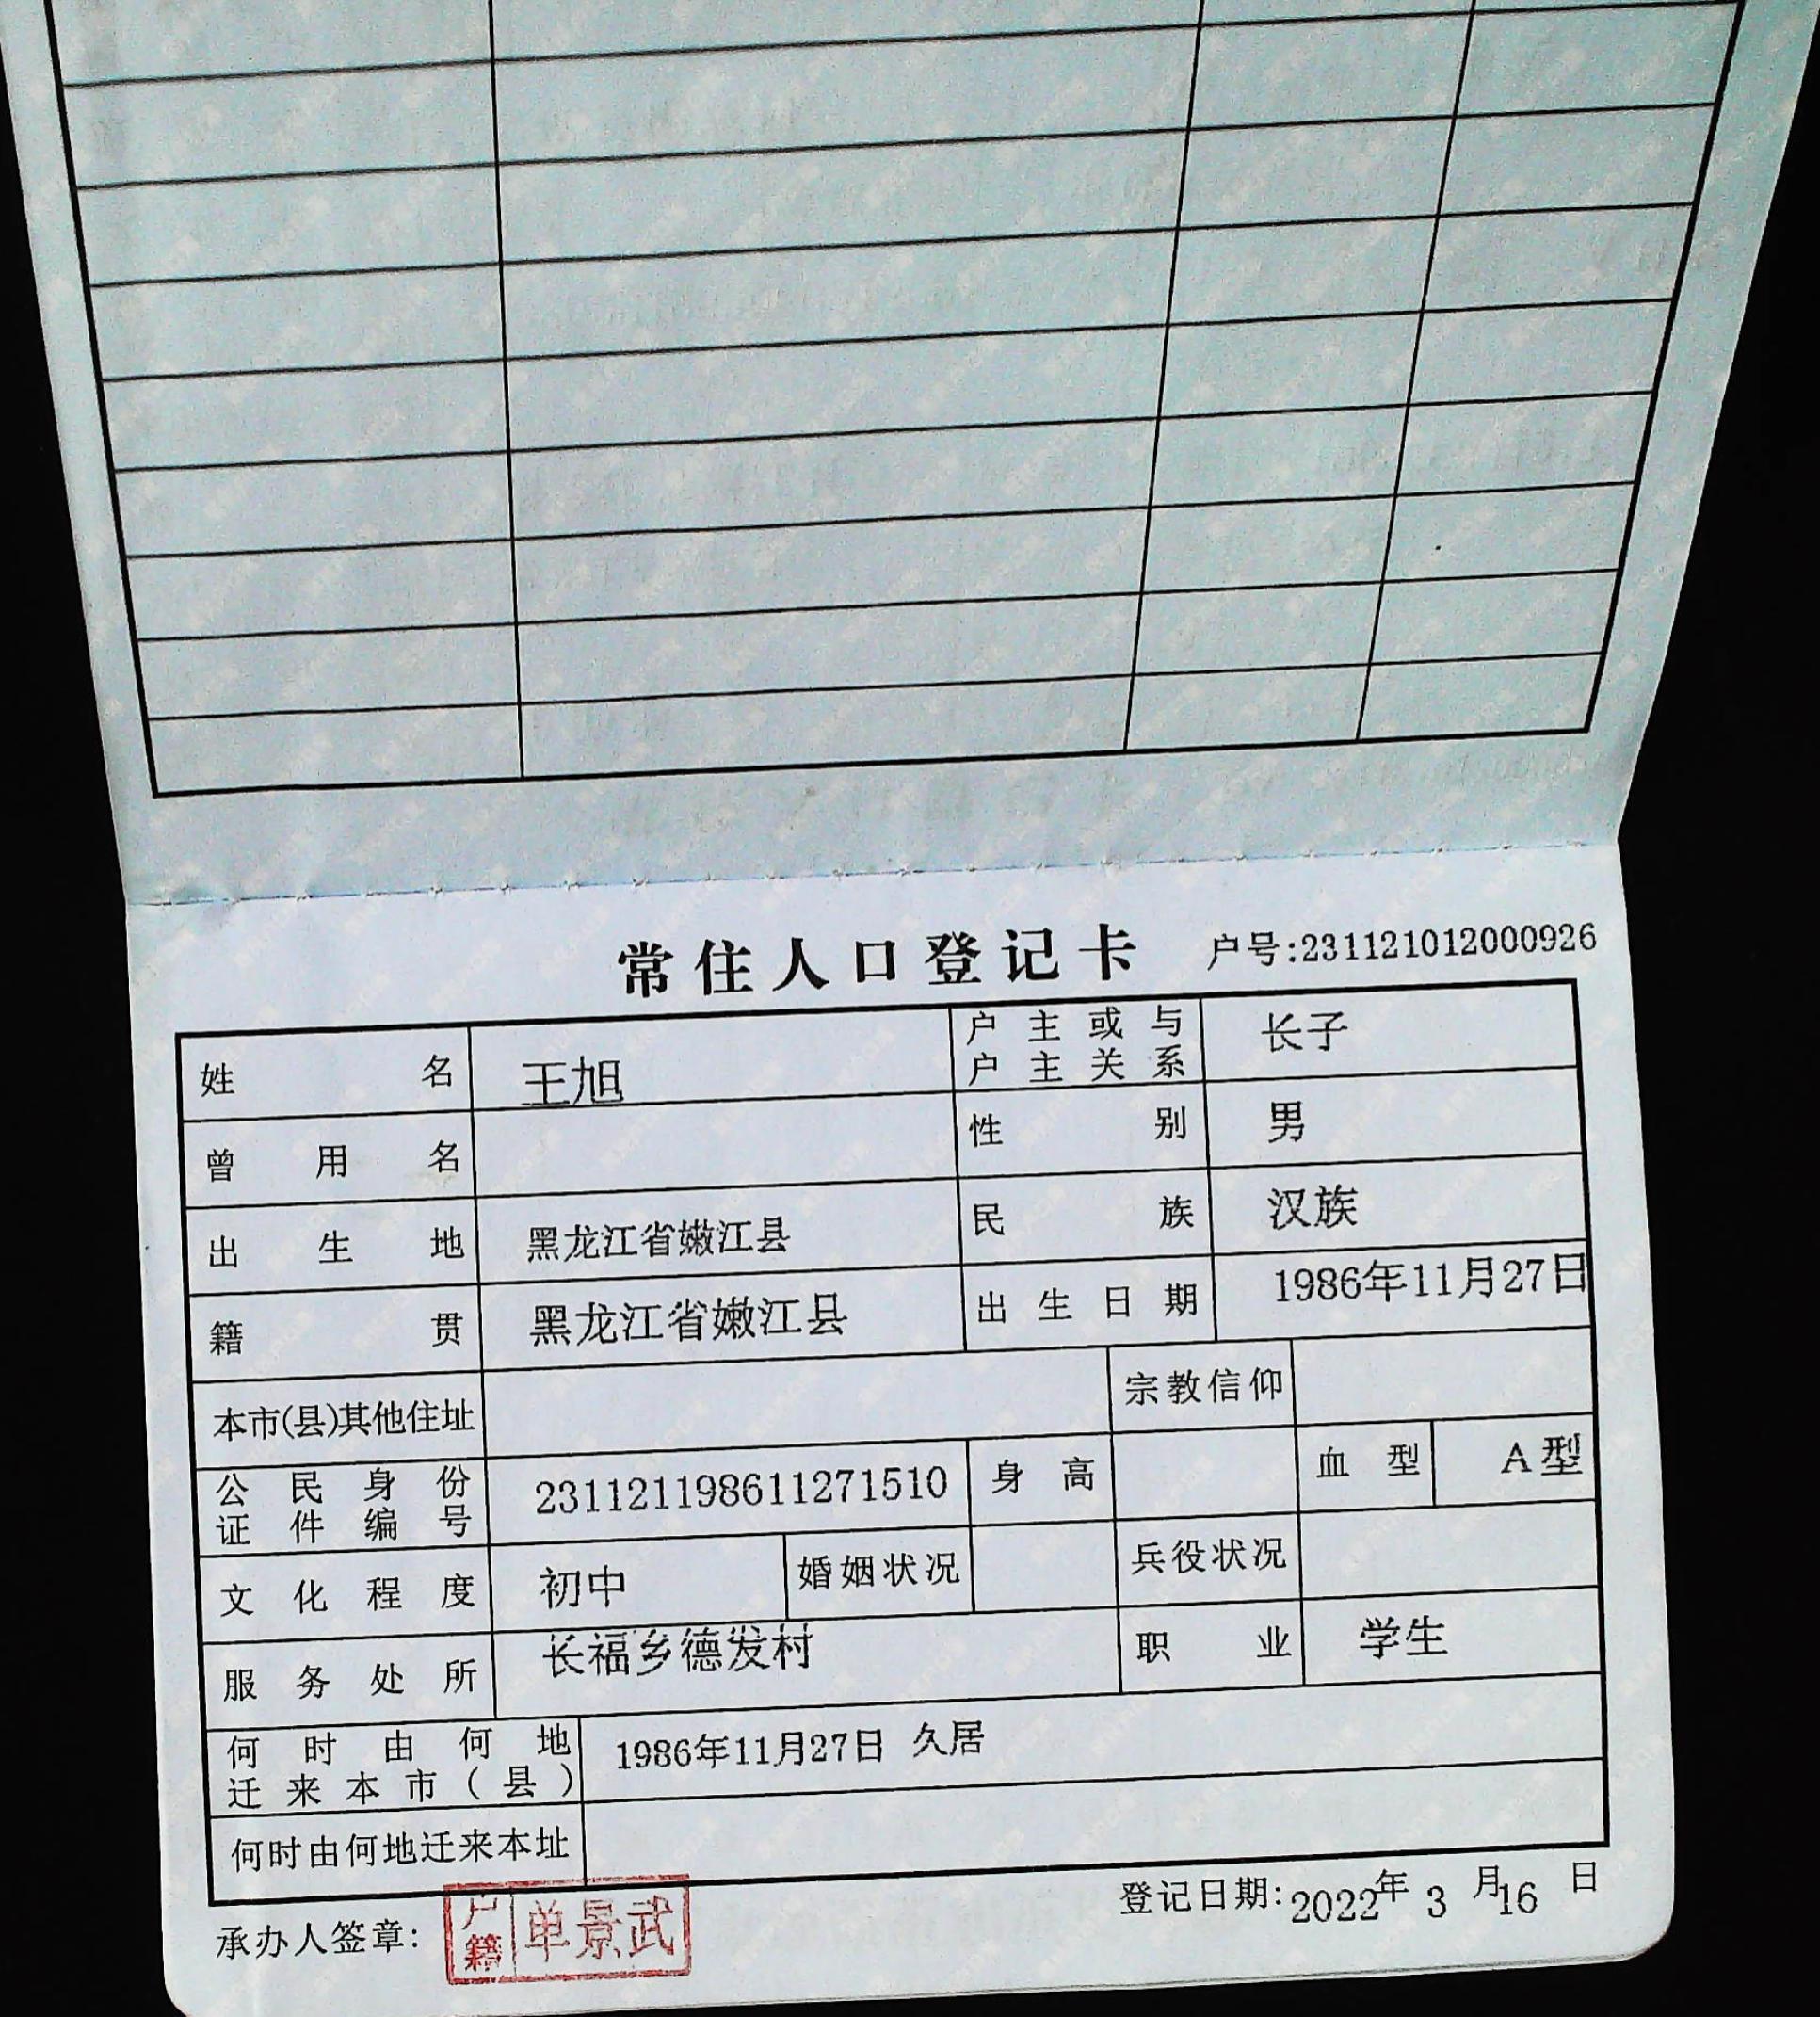 常住人口登记卡 户号:231121012000926
姓名 王旭 户主或与户主关系 长子
曾用名 性别 男
出生地 黑龙江省嫩江县 民族 汉族
籍贯 黑龙江省嫩江县 出生日期 1986年11月27日
本市(县)其他住址 宗教信仰
公民身份证件编号 231121198611271510 身高 血型 A型
文化程度 初中 婚姻状况 兵役状况
服务处所 长福乡德发村 职业 学生
何时由何地迁来本市(县) 1986年11月27日 久居
何时由何地迁来本址
承办人签章: 户籍 单景武 登记日期:2022年3月16日